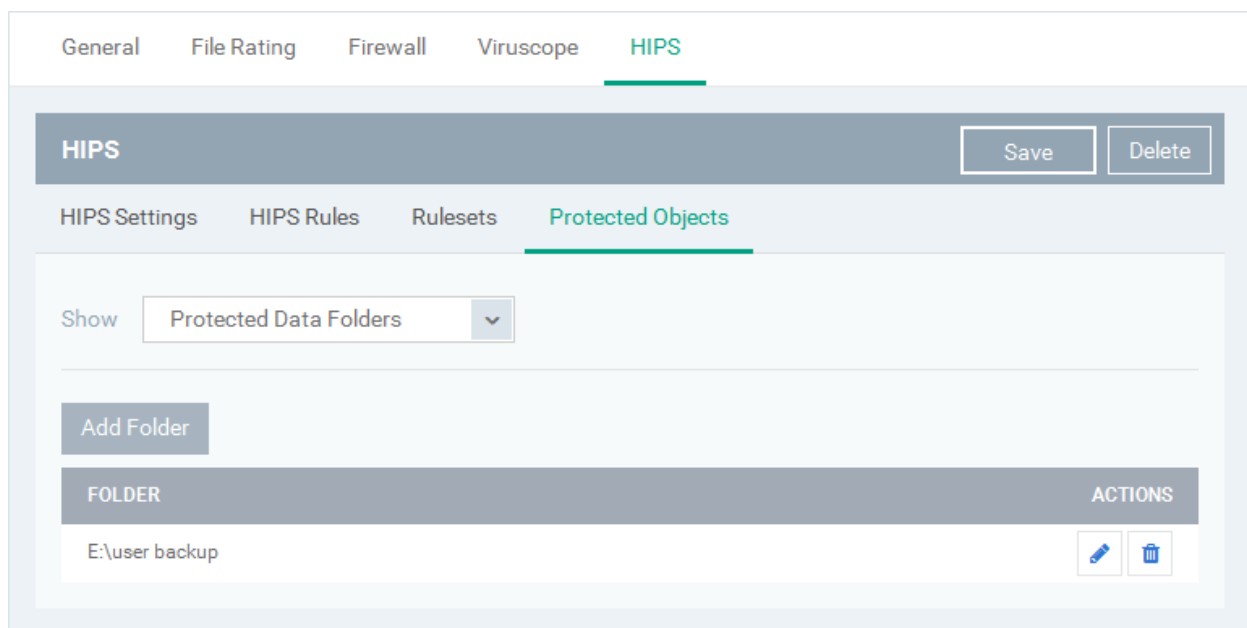 General File Rating Firewall Viruscope HIPS
HIPS Save Delete
HIPS Settings HIPS Rules Rulesets Protected Objects
Show Protected Data Folders
Add Folder
FOLDER ACTIONS
E:\user backup